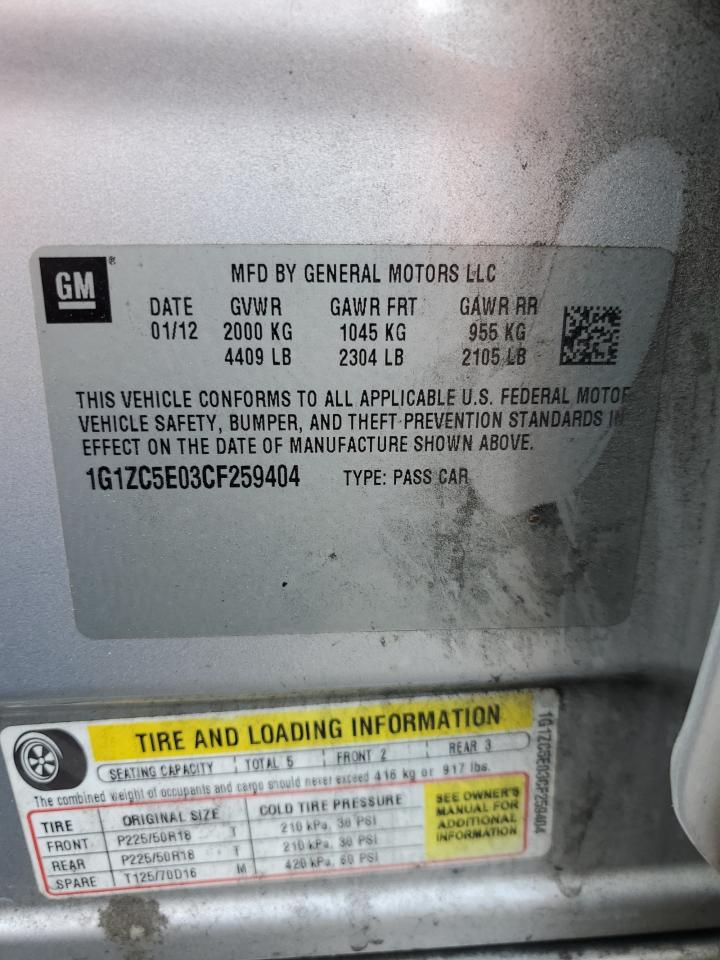 GM®
MFD BY GENERAL MOTORS LLC
DATE GVWR GAWR FRT GAWR RR
01/12 2000 KG 1045 KG 955 KG
4409 LB 2304 LB 2105 LB
THIS VEHICLE CONFORMS TO ALL APPLICABLE U.S. FEDERAL MOTOR
VEHICLE SAFETY, BUMPER, AND THEFT PREVENTION STANDARDS IN
EFFECT ON THE DATE OF MANUFACTURE SHOWN ABOVE.
1G1ZC5E03CF259404 TYPE: PASS CAR
TIRE AND LOADING INFORMATION
SEATING CAPACITY TOTAL 5 FRONT 2 REAR 3
The combined weight of occupants and cargo should never exceed 416 kg or 917 lbs.
TIRE ORIGINAL SIZE COLD TIRE PRESSURE
FRONT P225/50R18 T 210 kPa, 30 PSI
REAR P225/50R18 T 210 kPa, 30 PSI
SPARE T125/70D16 M 420 kPa, 60 PSI
SEE OWNER'S
MANUAL FOR
ADDITIONAL
INFORMATION
1G1ZC5E03CF259404